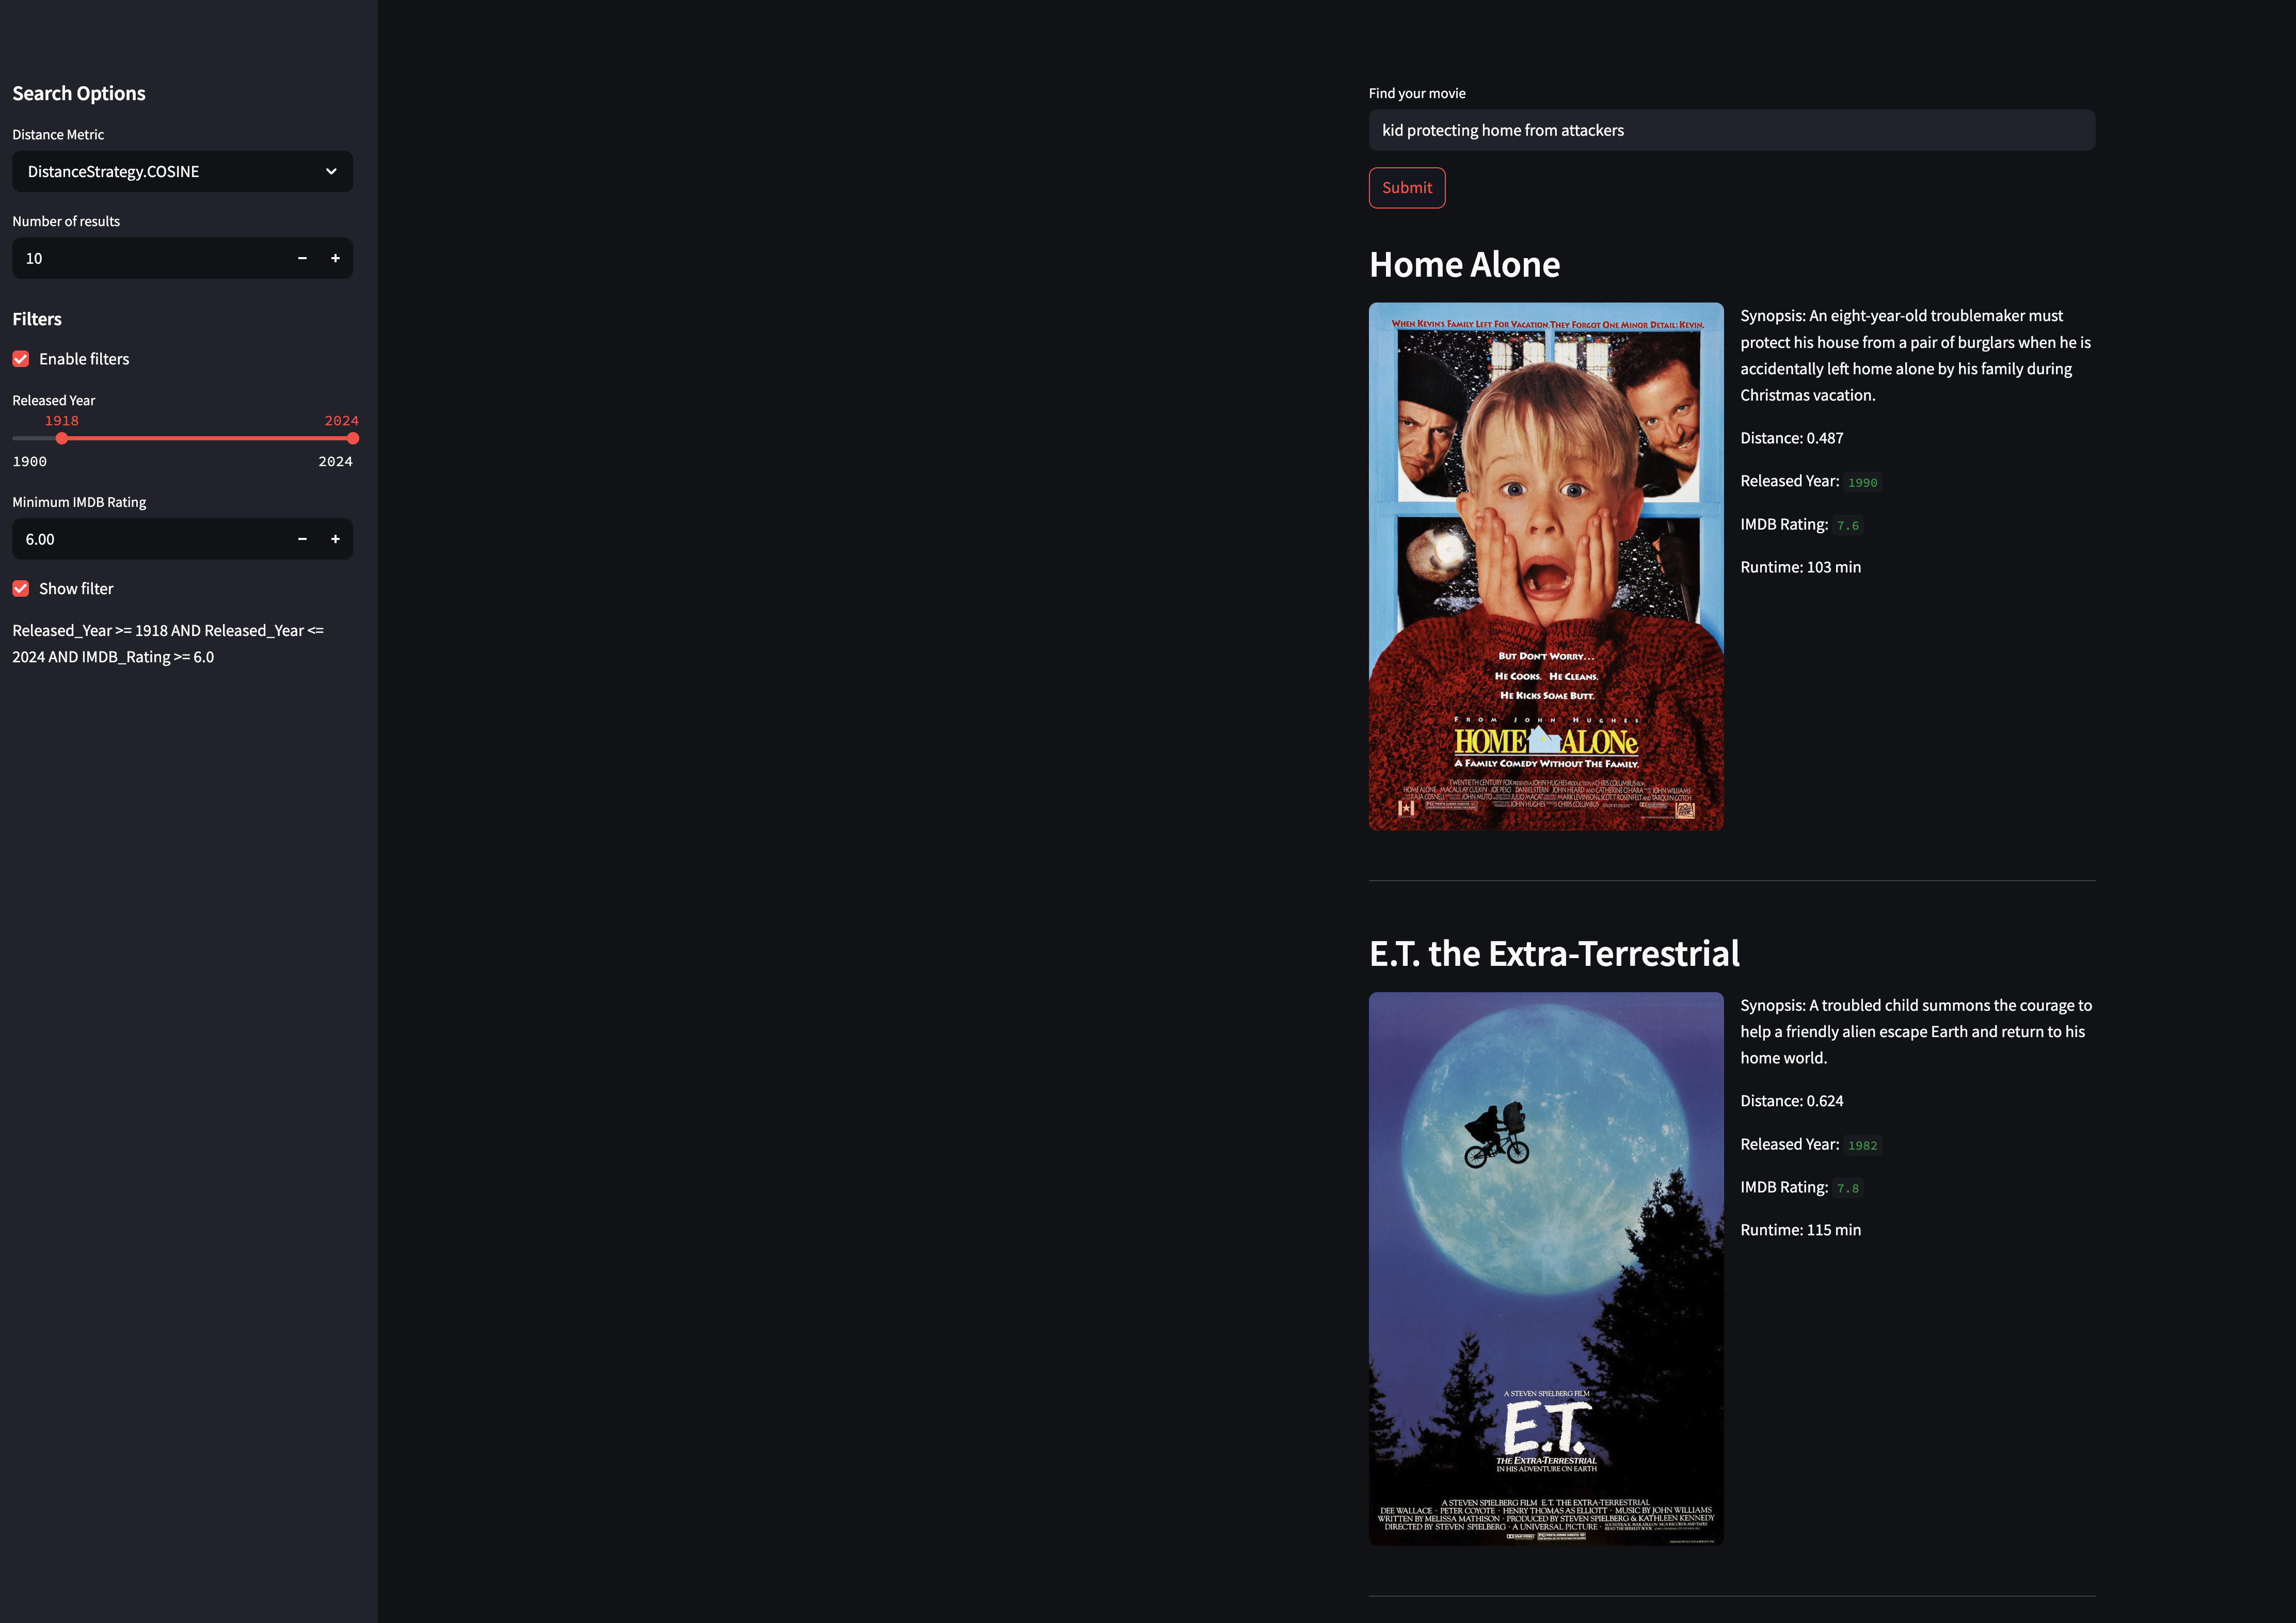 Search Options
Distance Metric
DistanceStrategy.COSINE
Number of results
10
Filters
Enable filters
Released Year
1918 2024
1900 2024
Minimum IMDB Rating
6.00
Show filter
Released_Year >= 1918 AND Released_Year <=
2024 AND IMDB_Rating >= 6.0
Find your movie
kid protecting home from attackers
Submit
Home Alone
WHEN KEVIN'S FAMILY LEFT FOR VACATION, THEY FORGOT ONE MINOR DETAIL: KEVIN.
BUT DON'T WORRY...
HE COOKS. HE CLEANS.
HE KICKS SOME BUTT.
FROM JOHN HUGHES
HOME ALONe
A FAMILY COMEDY WITHOUT THE FAMILY.
Synopsis: An eight-year-old troublemaker must
protect his house from a pair of burglars when he is
accidentally left home alone by his family during
Christmas vacation.
Distance: 0.487
Released Year: 1990
IMDB Rating: 7.6
Runtime: 103 min
E.T. the Extra-Terrestrial
A STEVEN SPIELBERG FILM
E.T.
THE EXTRA-TERRESTRIAL
IN HIS ADVENTURE ON EARTH
A STEVEN SPIELBERG FILM E.T. THE EXTRA-TERRESTRIAL
DEE WALLACE · PETER COYOTE · HENRY THOMAS AS ELLIOTT · MUSIC BY JOHN WILLIAMS
WRITTEN BY MELISSA MATHISON · PRODUCED BY STEVEN SPIELBERG & KATHLEEN KENNEDY
DIRECTED BY STEVEN SPIELBERG · A UNIVERSAL PICTURE
Synopsis: A troubled child summons the courage to
help a friendly alien escape Earth and return to his
home world.
Distance: 0.624
Released Year: 1982
IMDB Rating: 7.8
Runtime: 115 min